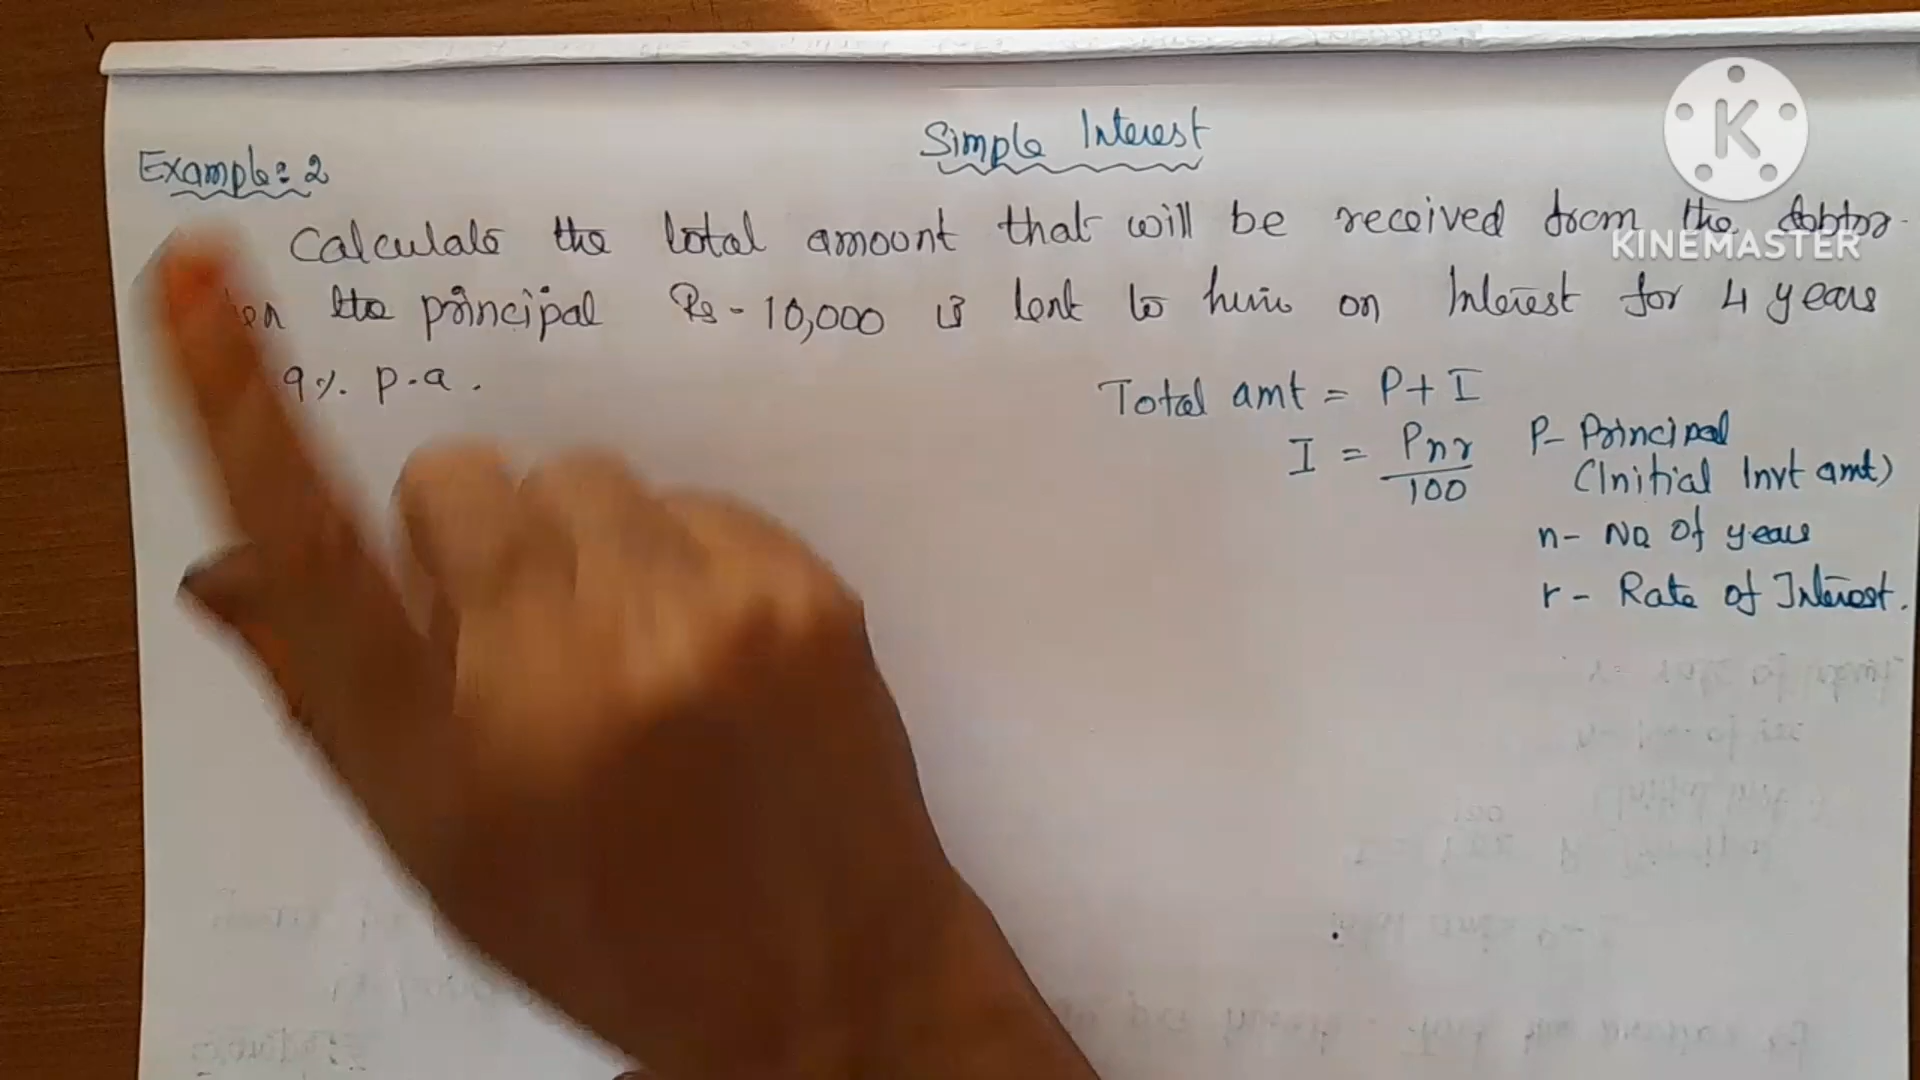 Simple Interest
Example: 2
Calculate the total amount that will be received from the debtor
the principal Rs - 10,000 is lent to him on Interest for 4 years
9% p.a.
Total amt = P+I
I = Pnr/100
P- Principal
(Initial Invt amt)
n- No of years
r- Rate of Interest.
K
KINEMASTER